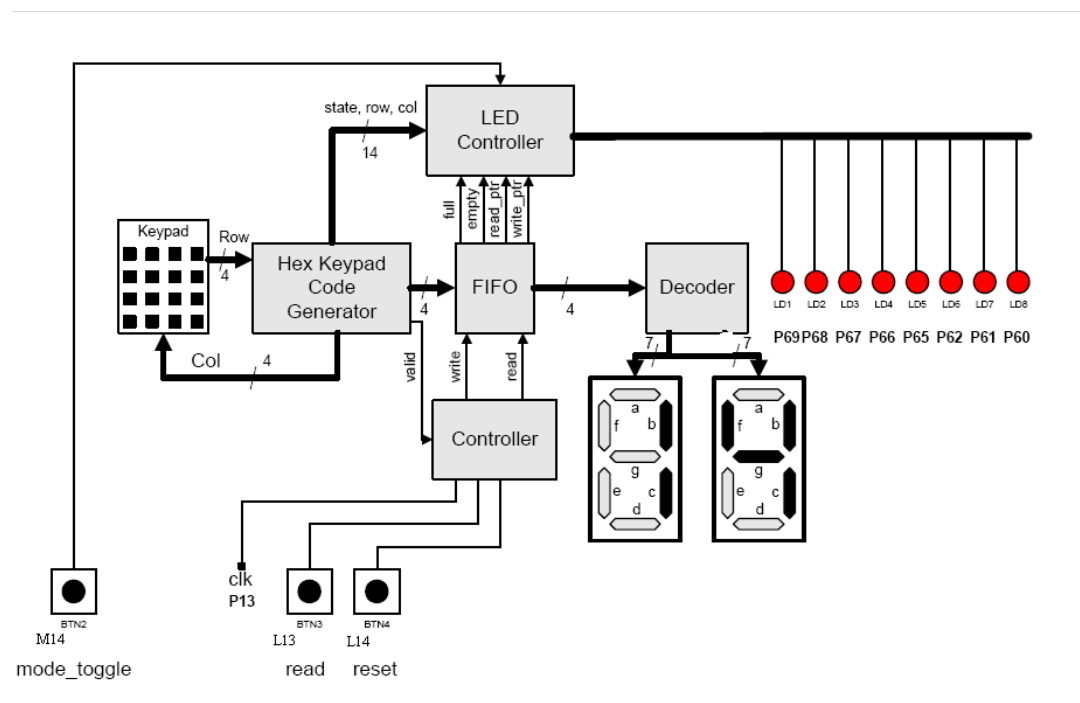 LED
Controller
state, row, col
14
full
empty
read_ptr
write_ptr
Keypad
Row
4
Hex Keypad
Code
Generator
4
FIFO
4
Decoder
LD1 LD2 LD3 LD4 LD5 LD6 LD7 LD8
P69 P68 P67 P66 P65 P62 P61 P60
Col
4
valid
write
read
7
7
Controller
a
f
b
g
e
c
d
a
f
b
g
e
c
d
clk
P13
BTN2
M14
mode_toggle
BTN3
L13
read
BTN4
L14
reset